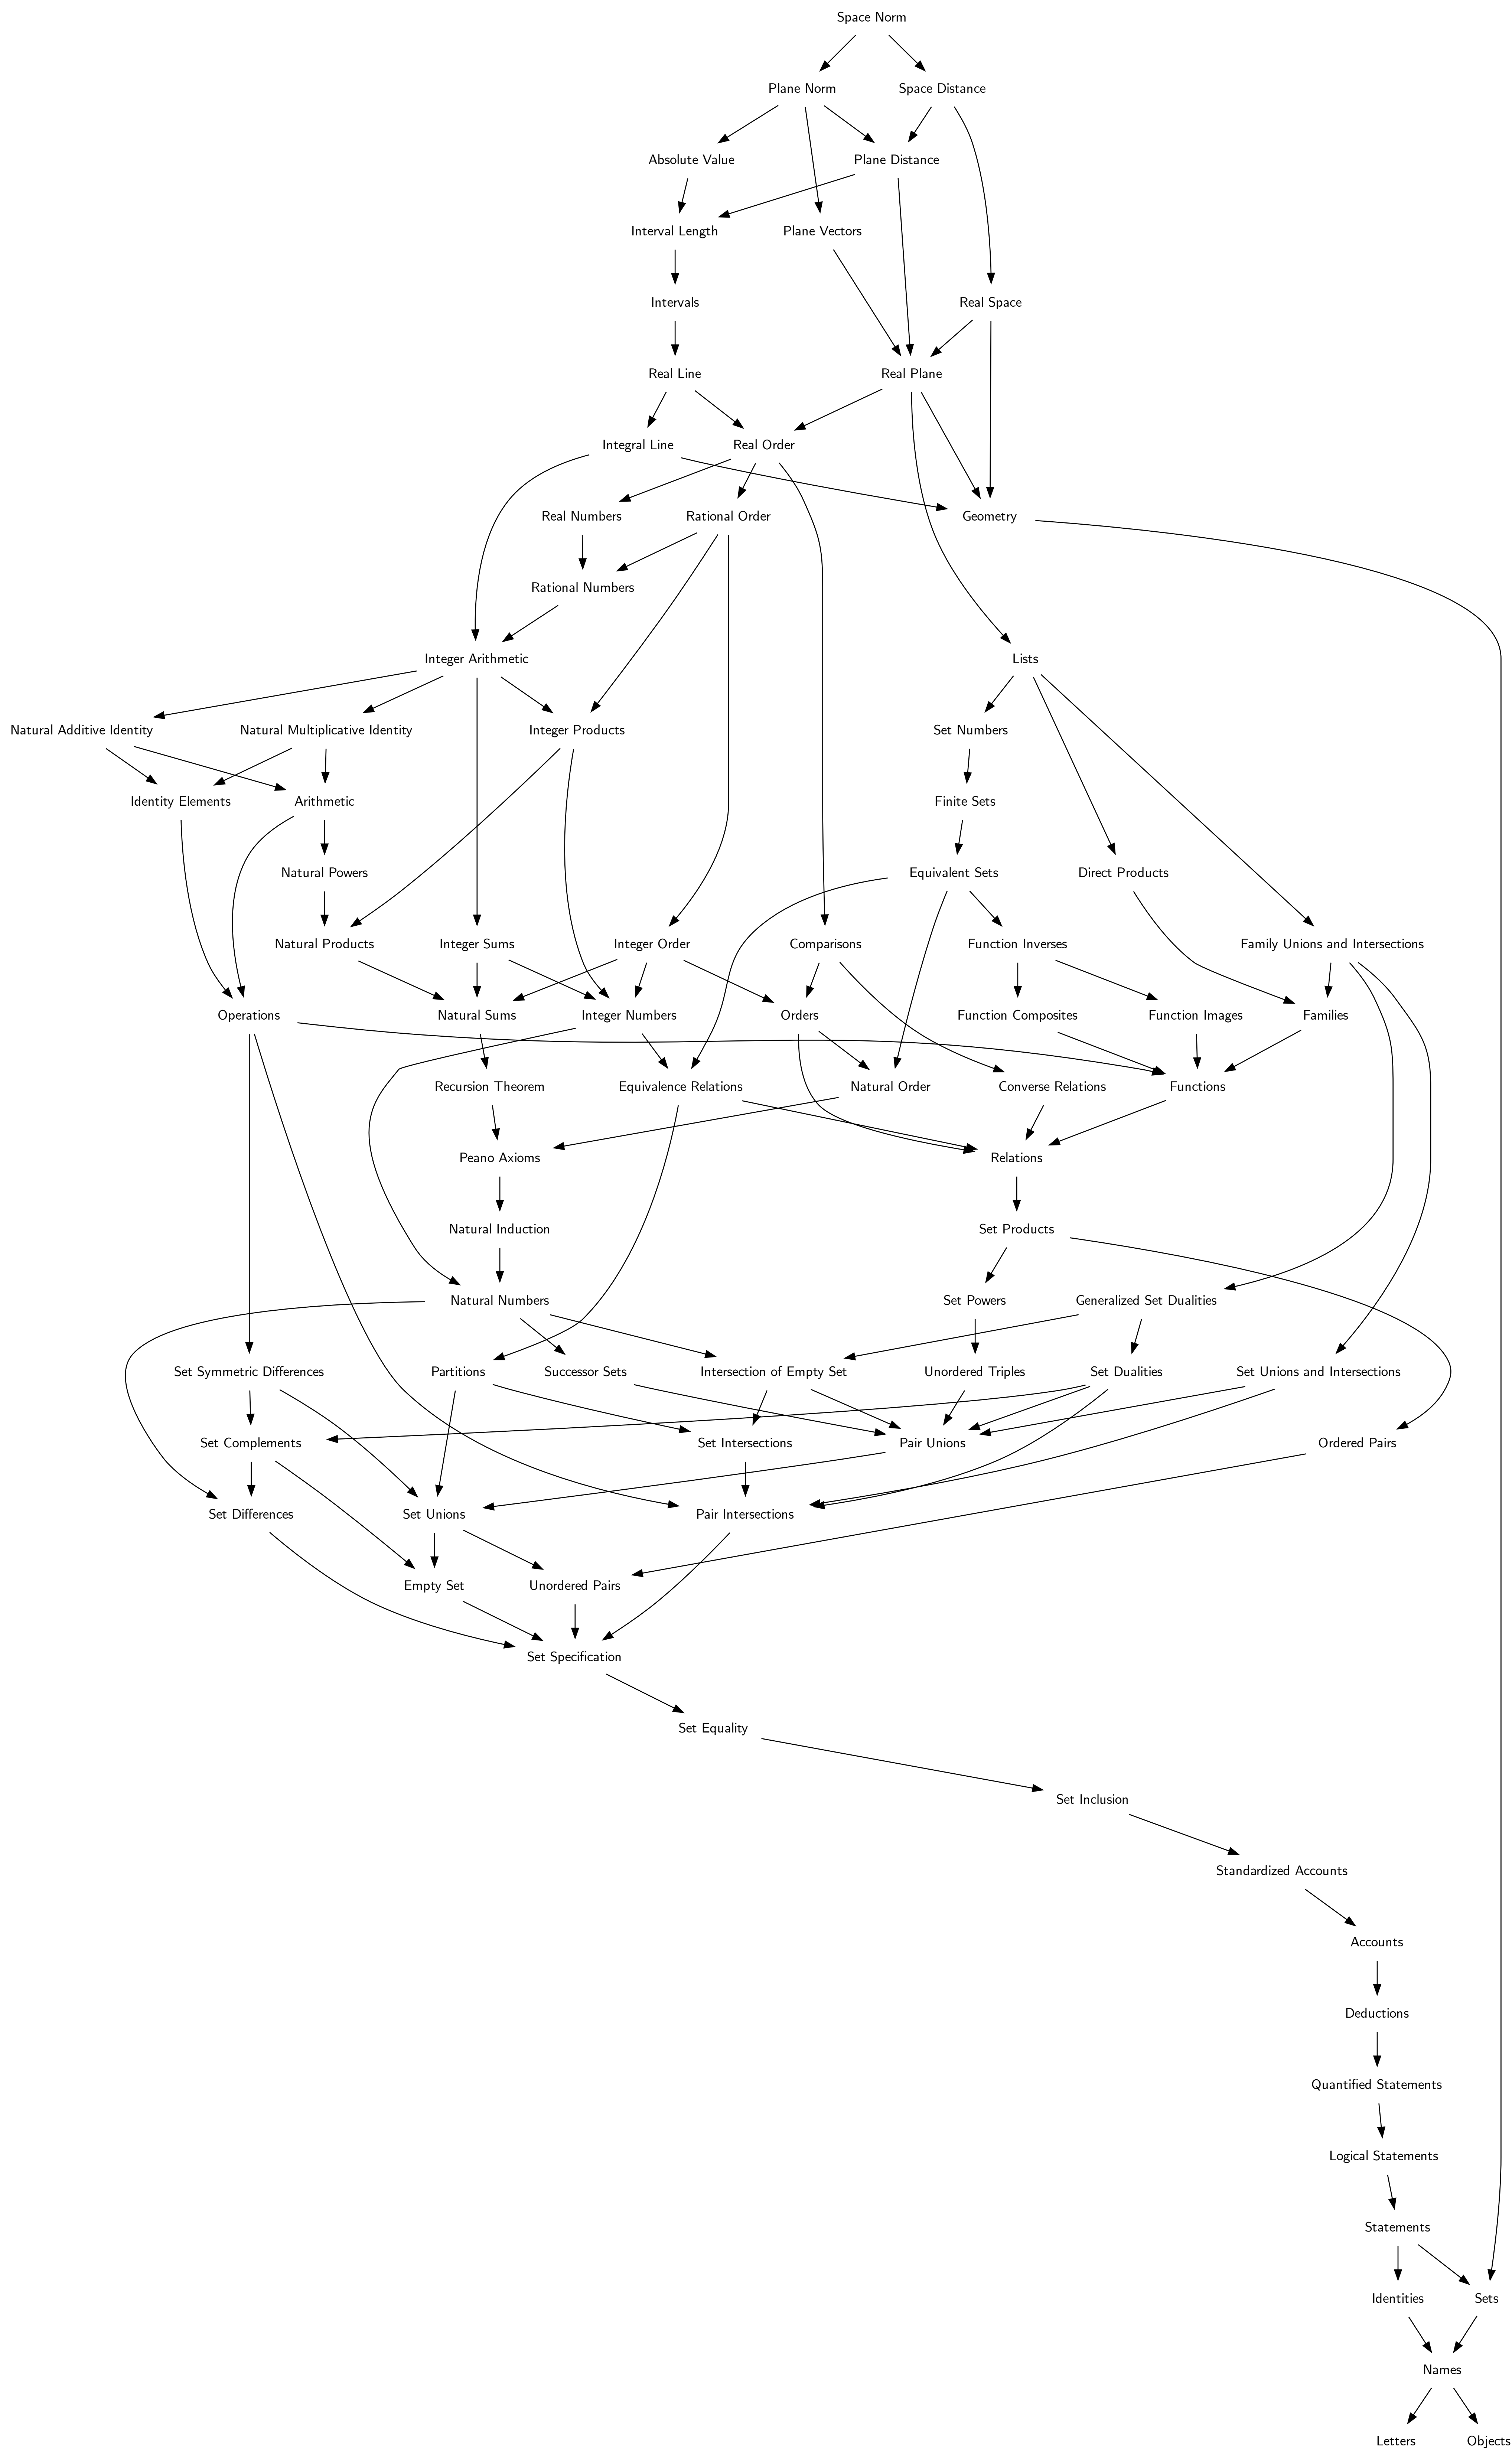 Space Norm
Plane Norm
Space Distance
Absolute Value
Plane Distance
Interval Length
Plane Vectors
Intervals
Real Space
Real Line
Real Plane
Integral Line
Real Order
Real Numbers
Rational Order
Geometry
Rational Numbers
Integer Arithmetic
Lists
Natural Additive Identity
Natural Multiplicative Identity
Integer Products
Set Numbers
Identity Elements
Arithmetic
Finite Sets
Natural Powers
Equivalent Sets
Direct Products
Natural Products
Integer Sums
Integer Order
Comparisons
Function Inverses
Family Unions and Intersections
Operations
Natural Sums
Integer Numbers
Orders
Function Composites
Function Images
Families
Recursion Theorem
Equivalence Relations
Natural Order
Converse Relations
Functions
Peano Axioms
Relations
Natural Induction
Set Products
Natural Numbers
Set Powers
Generalized Set Dualities
Set Symmetric Differences
Partitions
Successor Sets
Intersection of Empty Set
Unordered Triples
Set Dualities
Set Unions and Intersections
Set Complements
Set Intersections
Pair Unions
Ordered Pairs
Set Differences
Set Unions
Pair Intersections
Empty Set
Unordered Pairs
Set Specification
Set Equality
Set Inclusion
Standardized Accounts
Accounts
Deductions
Quantified Statements
Logical Statements
Statements
Identities
Sets
Names
Letters
Objects